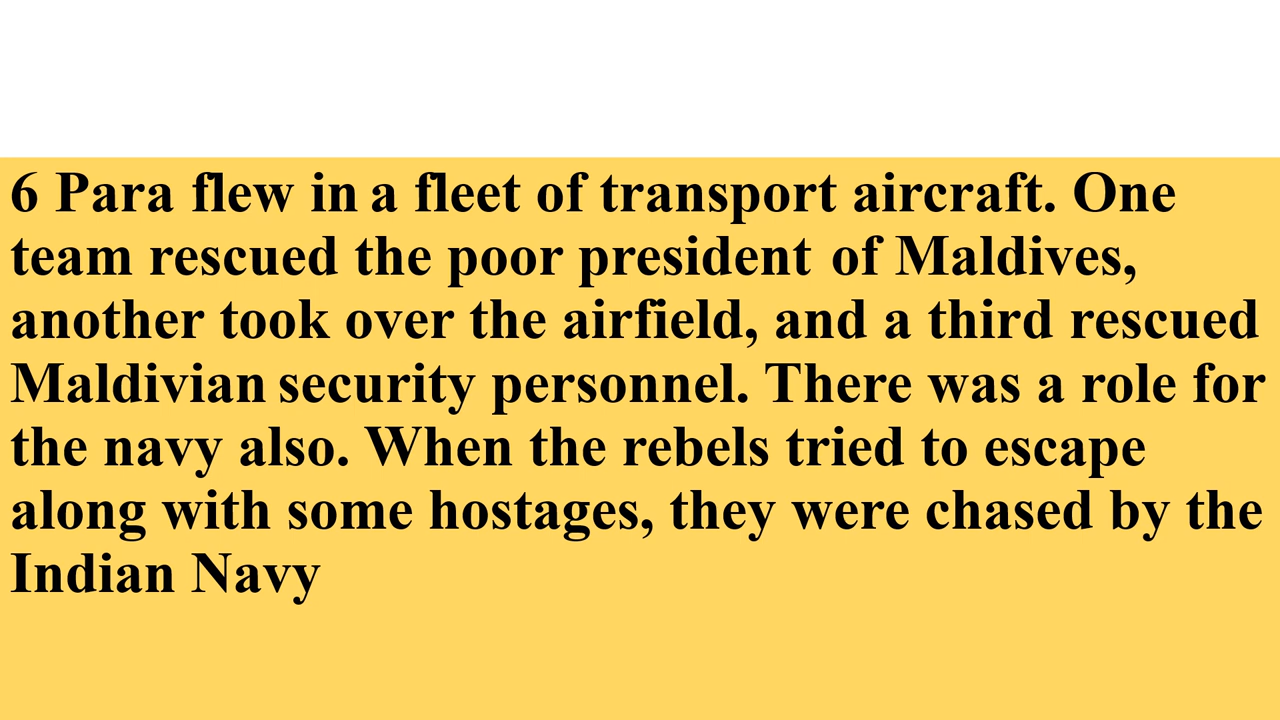 6 Para flew in a fleet of transport aircraft. One
team rescued the poor president of Maldives,
another took over the airfield, and a third rescued
Maldivian security personnel. There was a role for
the navy also. When the rebels tried to escape
along with some hostages, they were chased by the
Indian Navy